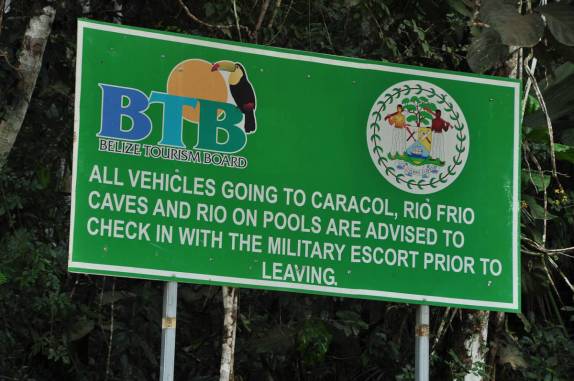 BTB
BELIZE TOURISM BOARD
ALL VEHICLES GOING TO CARACOL, RIO FRIO
CAVES AND RIO ON POOLS ARE ADVISED TO
CHECK IN WITH THE MILITARY ESCORT PRIOR TO
LEAVING.